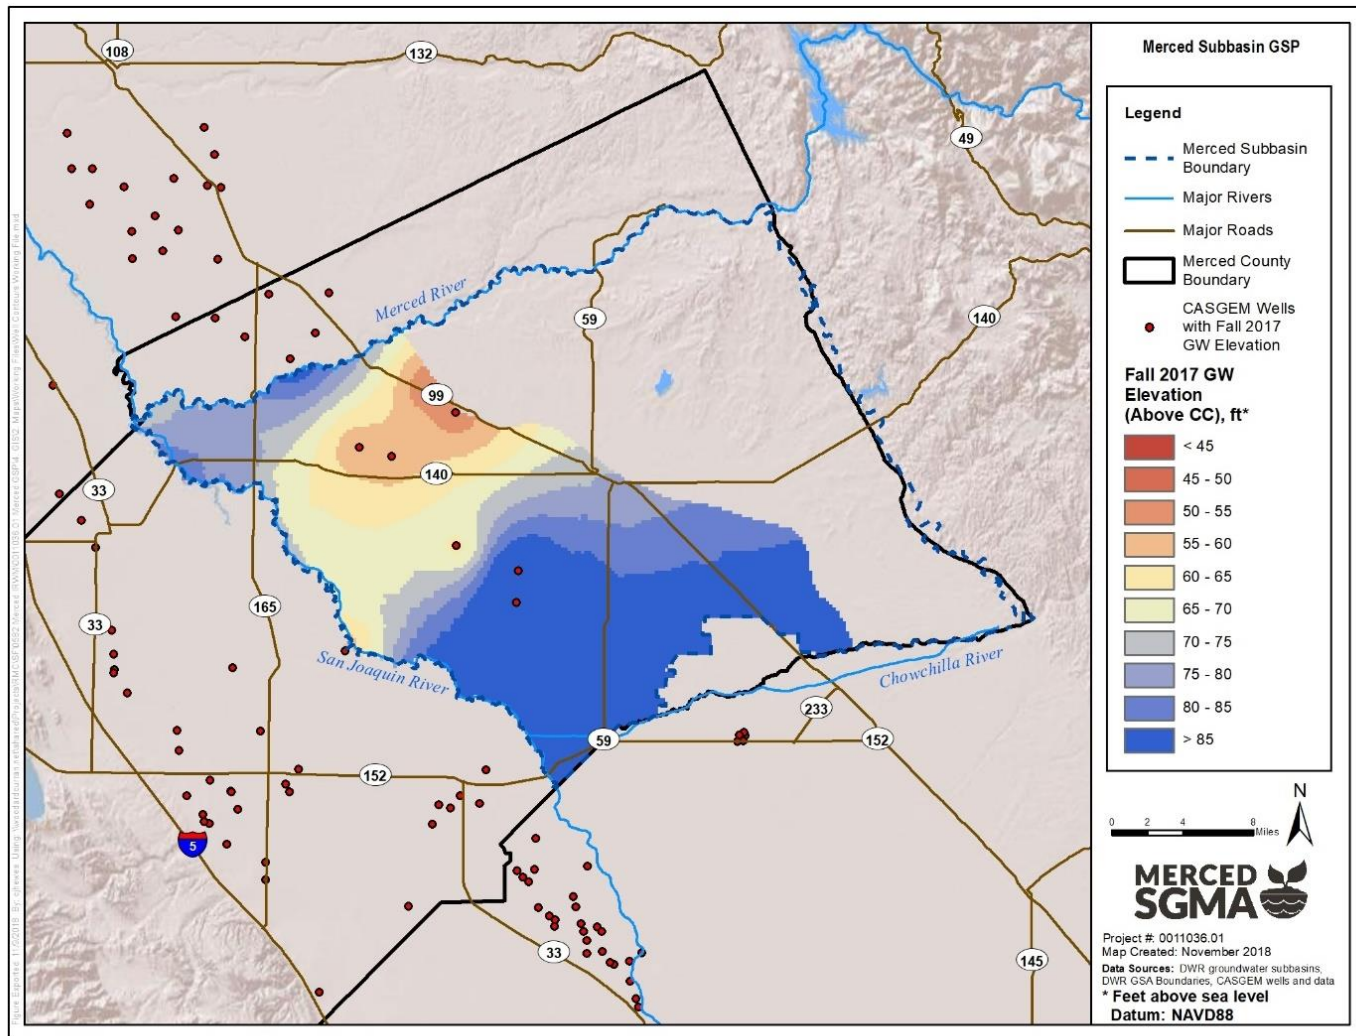 Merced Subbasin GSP
Legend
Merced Subbasin
Boundary
Major Rivers
Major Roads
Merced County
Boundary
CASGEM Wells
with Fall 2017
GW Elevation
Fall 2017 GW
Elevation
(Above CC), ft*
< 45
45 - 50
50 - 55
55 - 60
60 - 65
65 - 70
70 - 75
75 - 80
80 - 85
> 85
N
0 2 4 8
Miles
MERCED
SGMA
Project #: 0011036.01
Map Created: November 2018
Data Sources: DWR groundwater subbasins,
DWR GSA Boundaries, CASGEM wells and data
* Feet above sea level
Datum: NAVD88
108
132
49
Merced River
59
140
99
140
33
165
33
San Joaquin River
Chowchilla River
233
59
152
152
5
33
145